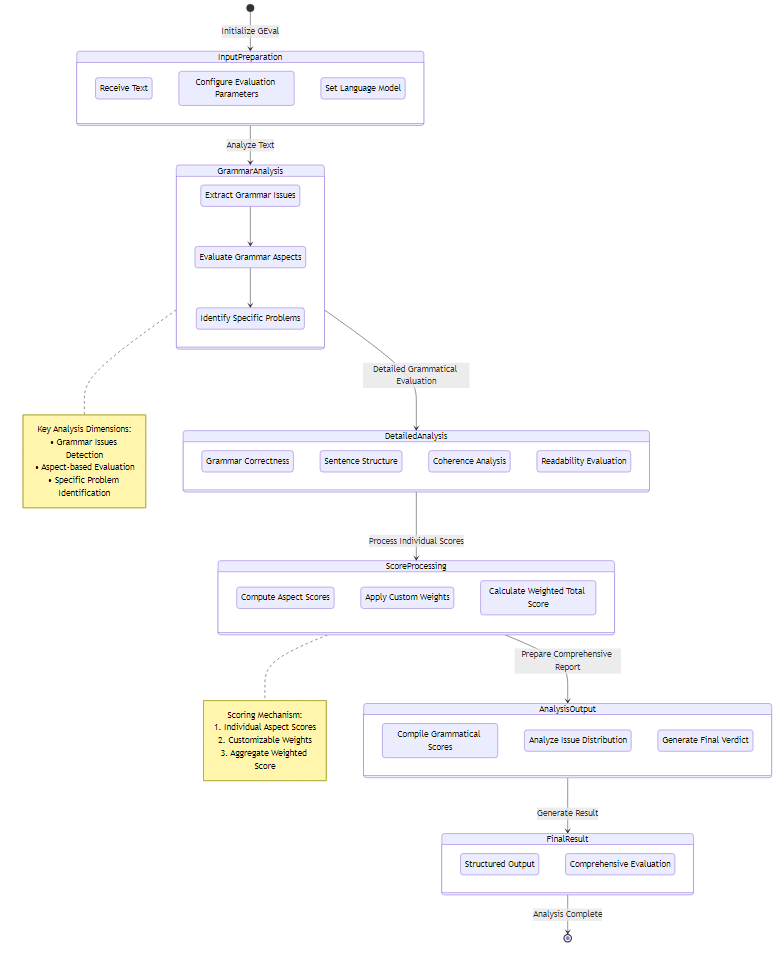 Initialize GEval
InputPreparation
Receive Text
Configure Evaluation
Parameters
Set Language Model
Analyze Text
GrammarAnalysis
Extract Grammar Issues
Evaluate Grammar Aspects
Identify Specific Problems
Detailed Grammatical
Evaluation
Key Analysis Dimensions:
• Grammar Issues
Detection
• Aspect-based Evaluation
• Specific Problem
Identification
DetailedAnalysis
Grammar Correctness
Sentence Structure
Coherence Analysis
Readability Evaluation
Process Individual Scores
ScoreProcessing
Compute Aspect Scores
Apply Custom Weights
Calculate Weighted Total
Score
Prepare Comprehensive
Report
Scoring Mechanism:
1. Individual Aspect Scores
2. Customizable Weights
3. Aggregate Weighted
Score
AnalysisOutput
Compile Grammatical
Scores
Analyze Issue Distribution
Generate Final Verdict
Generate Result
FinalResult
Structured Output
Comprehensive Evaluation
Analysis Complete